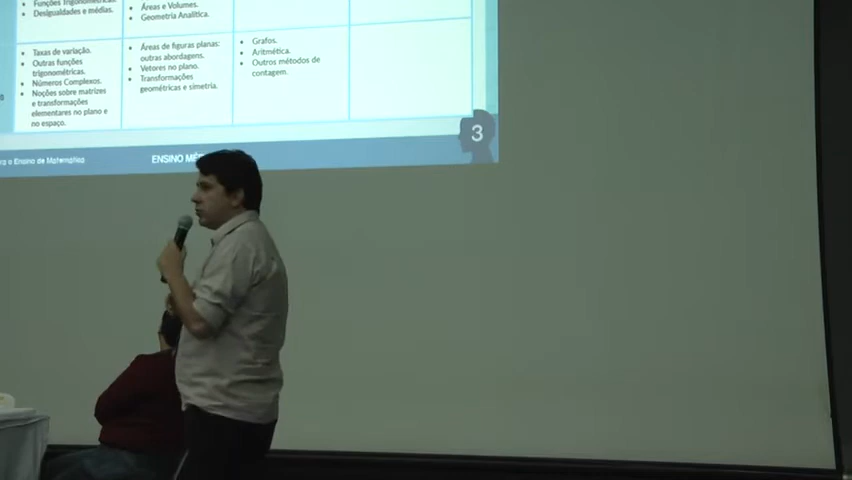 • Funções Trigonométricas.
• Desigualdades e médias.
• Áreas e Volumes.
• Geometria Analítica.
• Taxas de variação.
• Outras funções
trigonométricas.
• Números Complexos.
• Noções sobre matrizes
e transformações
elementares no plano e
no espaço.
• Áreas de figuras planas:
outras abordagens.
• Vetores no plano.
• Transformações
geométricas e simetria.
• Grafos.
• Aritmética.
• Outros métodos de
contagem.
o Ensino de Matemática
ENSINO
3